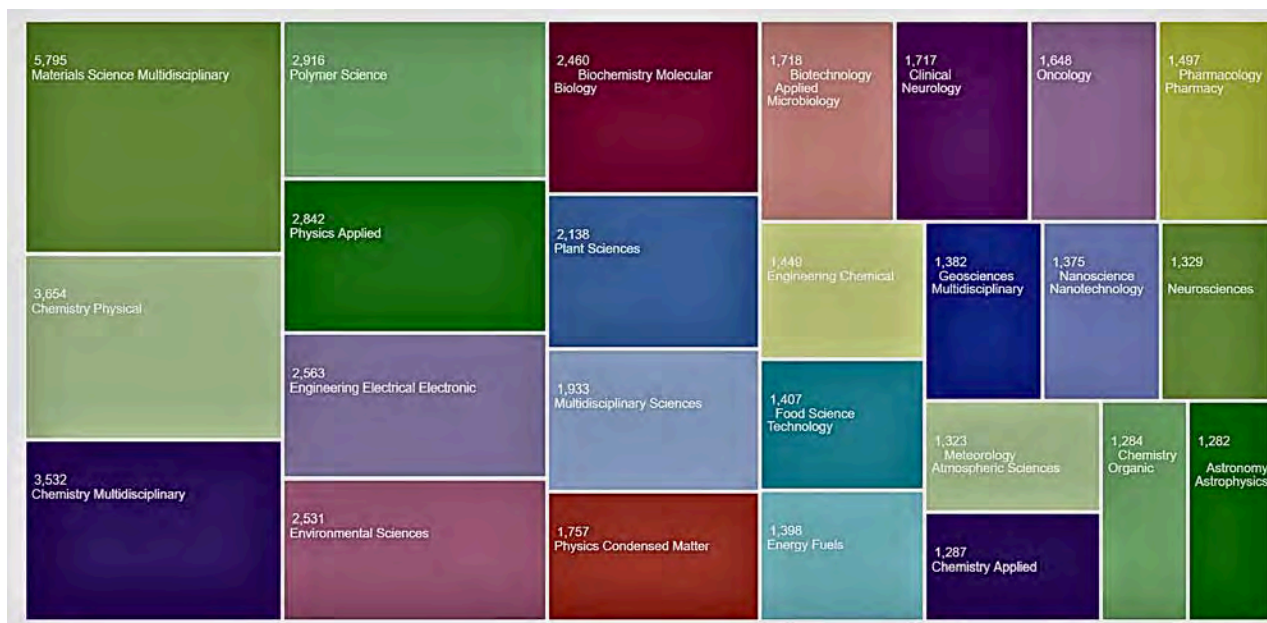 5,795
Materials Science Multidisciplinary
3,654
Chemistry Physical
3,532
Chemistry Multidisciplinary
2,916
Polymer Science
2,842
Physics Applied
2,563
Engineering Electrical Electronic
2,531
Environmental Sciences
2,460
Biochemistry Molecular
Biology
2,138
Plant Sciences
1,933
Multidisciplinary Sciences
1,757
Physics Condensed Matter
1,718
Biotechnology
Applied
Microbiology
1,717
Clinical
Neurology
1,648
Oncology
1,497
Pharmacology
Pharmacy
1,449
Engineering Chemical
1,407
Food Science
Technology
1,398
Energy Fuels
1,382
Geosciences
Multidisciplinary
1,375
Nanoscience
Nanotechnology
1,329
Neurosciences
1,323
Meteorology
Atmospheric Sciences
1,287
Chemistry Applied
1,284
Chemistry
Organic
1,282
Astronomy
Astrophysics